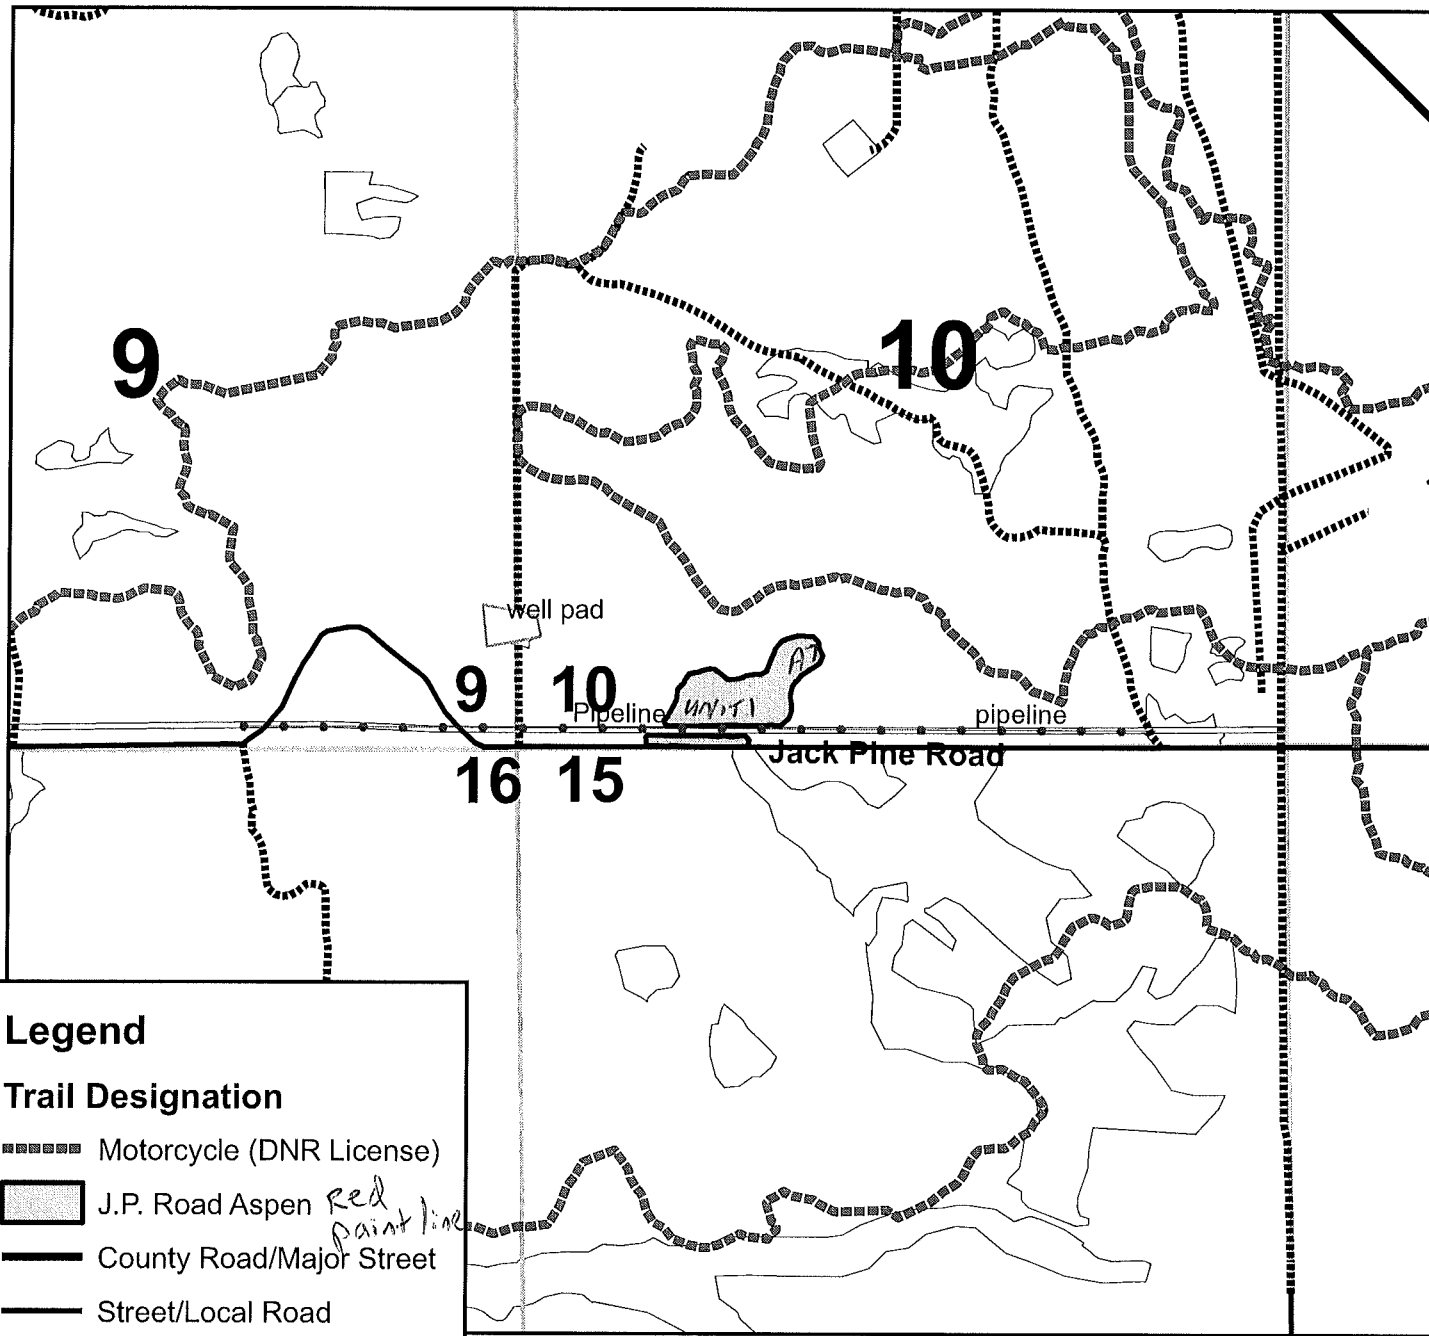 9
10
well pad
A7
UNIT 1
9 10
Pipeline
pipeline
Jack Pine Road
16 15
Legend
Trail Designation
Motorcycle (DNR License)
J.P. Road Aspen Red
paint line
County Road/Major Street
Street/Local Road